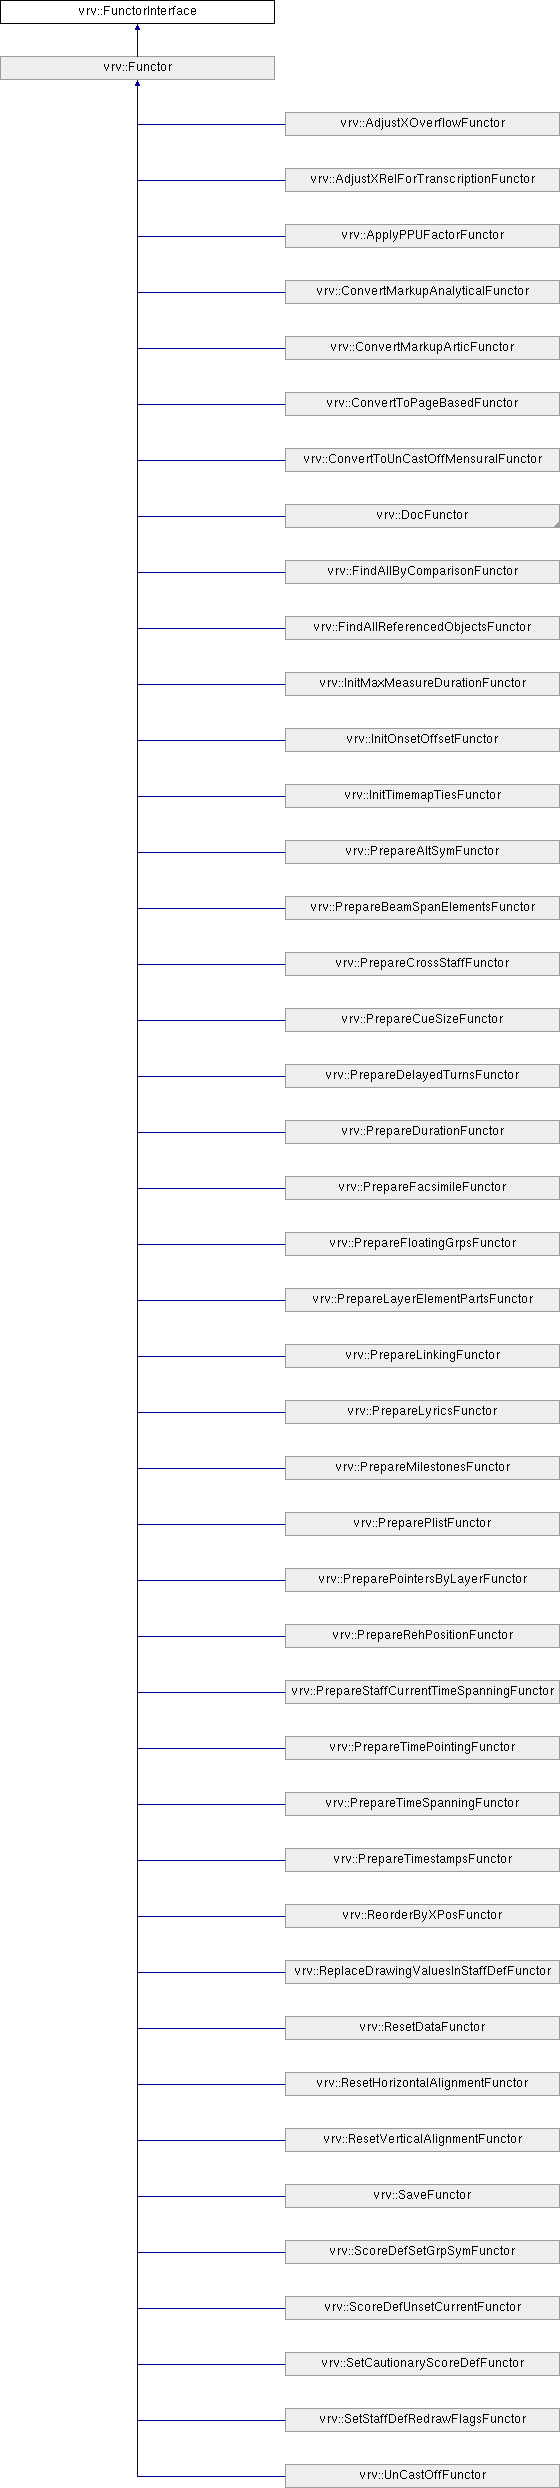 vrv::FunctorInterface
vrv::Functor
vrv::AdjustXOverflowFunctor
vrv::AdjustXRelForTranscriptionFunctor
vrv::ApplyPPUFactorFunctor
vrv::ConvertMarkupAnalyticalFunctor
vrv::ConvertMarkupArticFunctor
vrv::ConvertToPageBasedFunctor
vrv::ConvertToUnCastOffMensuralFunctor
vrv::DocFunctor
vrv::FindAllByComparisonFunctor
vrv::FindAllReferencedObjectsFunctor
vrv::InitMaxMeasureDurationFunctor
vrv::InitOnsetOffsetFunctor
vrv::InitTimemapTiesFunctor
vrv::PrepareAltSymFunctor
vrv::PrepareBeamSpanElementsFunctor
vrv::PrepareCrossStaffFunctor
vrv::PrepareCueSizeFunctor
vrv::PrepareDelayedTurnsFunctor
vrv::PrepareDurationFunctor
vrv::PrepareFacsimileFunctor
vrv::PrepareFloatingGrpsFunctor
vrv::PrepareLayerElementPartsFunctor
vrv::PrepareLinkingFunctor
vrv::PrepareLyricsFunctor
vrv::PrepareMilestonesFunctor
vrv::PreparePlistFunctor
vrv::PreparePointersByLayerFunctor
vrv::PrepareRehPositionFunctor
vrv::PrepareStaffCurrentTimeSpanningFunctor
vrv::PrepareTimePointingFunctor
vrv::PrepareTimeSpanningFunctor
vrv::PrepareTimestampsFunctor
vrv::ReorderByXPosFunctor
vrv::ReplaceDrawingValuesInStaffDefFunctor
vrv::ResetDataFunctor
vrv::ResetHorizontalAlignmentFunctor
vrv::ResetVerticalAlignmentFunctor
vrv::SaveFunctor
vrv::ScoreDefSetGrpSymFunctor
vrv::ScoreDefUnsetCurrentFunctor
vrv::SetCautionaryScoreDefFunctor
vrv::SetStaffDefRedrawFlagsFunctor
vrv::UnCastOffFunctor